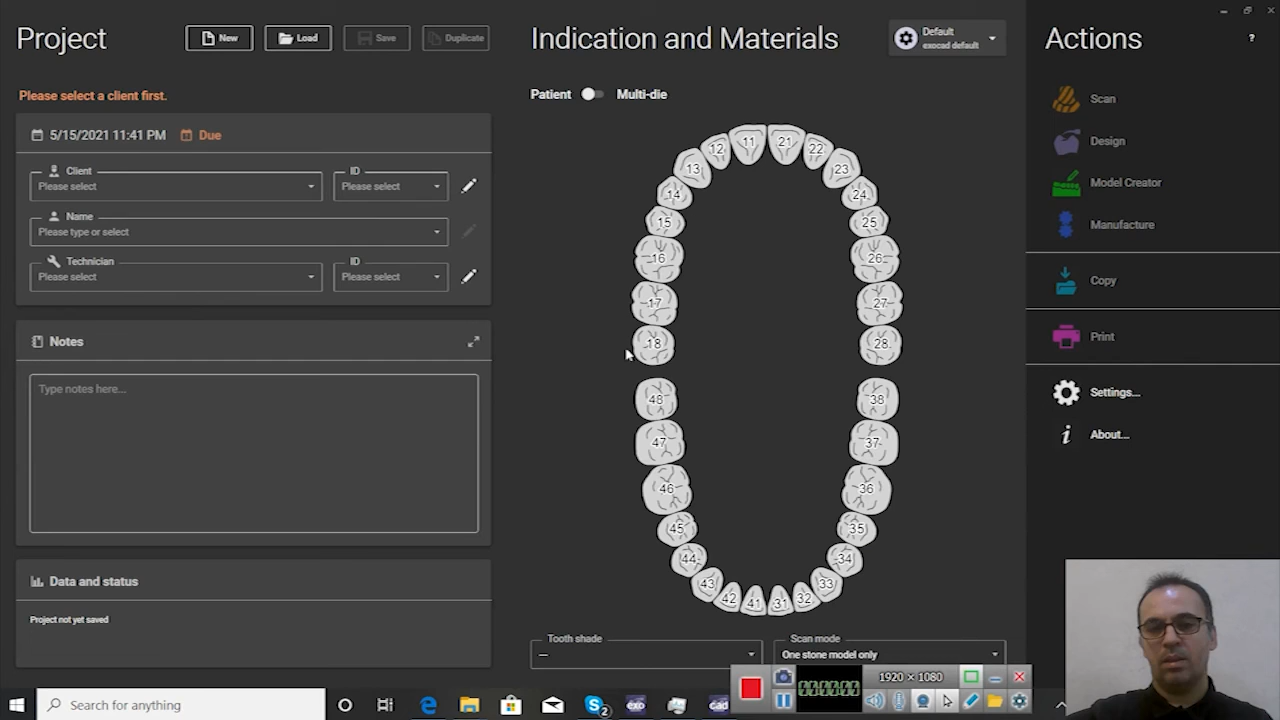 Project
New
Load
Save
Duplicate
Indication and Materials
Default
exocad default
Actions
?
Please select a client first.
Patient
Multi-die
5/15/2021 11:41 PM
Due
Client
Please select
ID
Please select
Name
Please type or select
Technician
Please select
ID
Please select
Notes
Type notes here...
Data and status
Project not yet saved
11
21
12
22
13
23
14
24
15
25
16
26
17
27
18
28
48
38
47
37
46
36
45
35
44
34
43
33
42
32
41
31
Tooth shade
—
Scan mode
One stone model only
Scan
Design
Model Creator
Manufacture
Copy
Print
Settings...
i
About...
1920 × 1080
000000
Search for anything
2
exo
cad